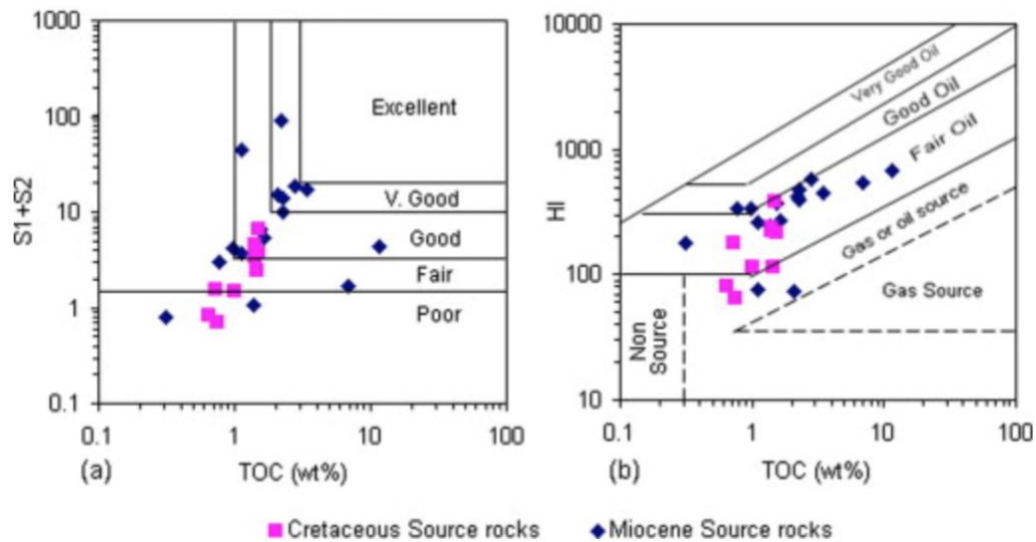 1000
100
10
1
0.1
S1+S2
Excellent
V. Good
Good
Fair
Poor
0.1
1
10
100
(a)
TOC (wt%)
10000
1000
100
10
HI
Very Good Oil
Good Oil
Fair Oil
Gas or oil source
Gas Source
Non
Source
0.1
1
10
100
(b)
TOC (wt%)
Cretaceous Source rocks
Miocene Source rocks